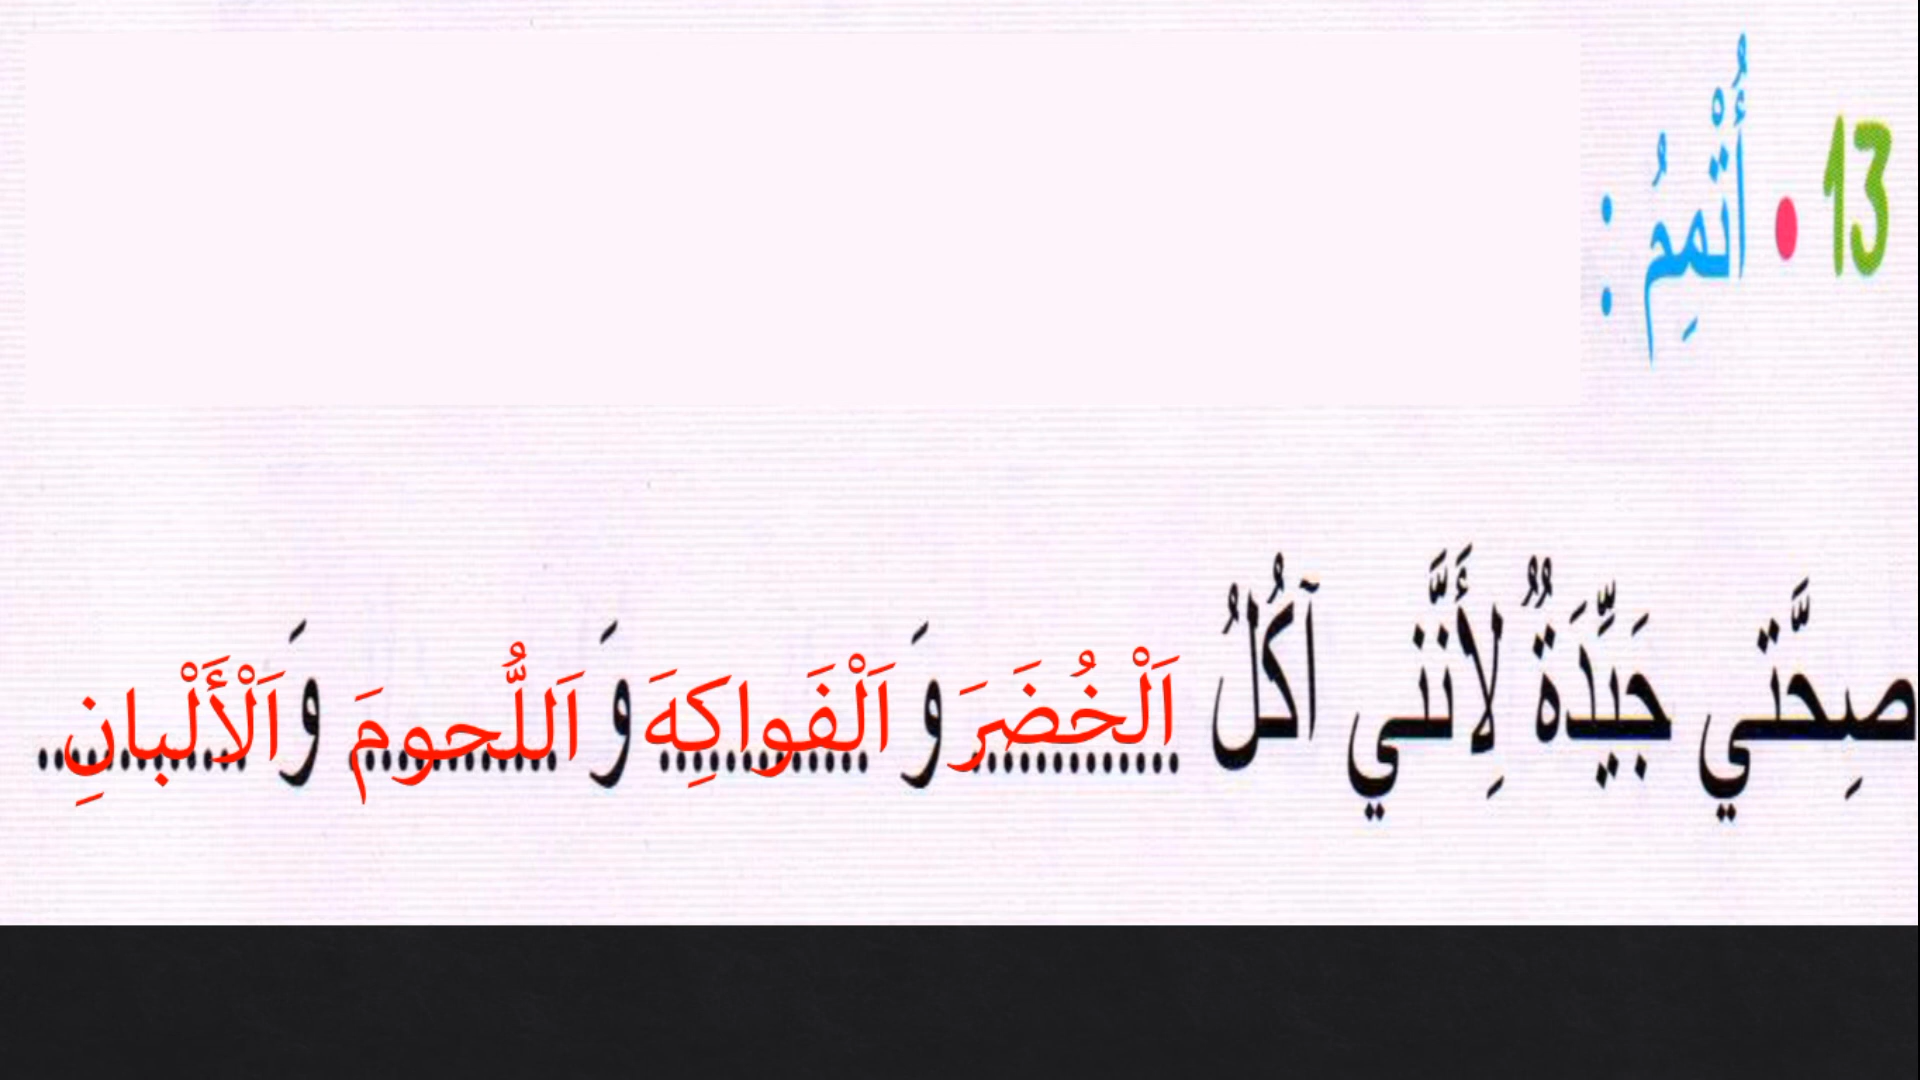 13 • أُتْمِمُ :
صِحَّتي جَيِّدَةٌ لِأَنَّني آكُلُ اَلْخُضَرَ وَ اَلْفَواكِهَ وَ اَللُّحومَ وَ اَلْأَلْبانِ